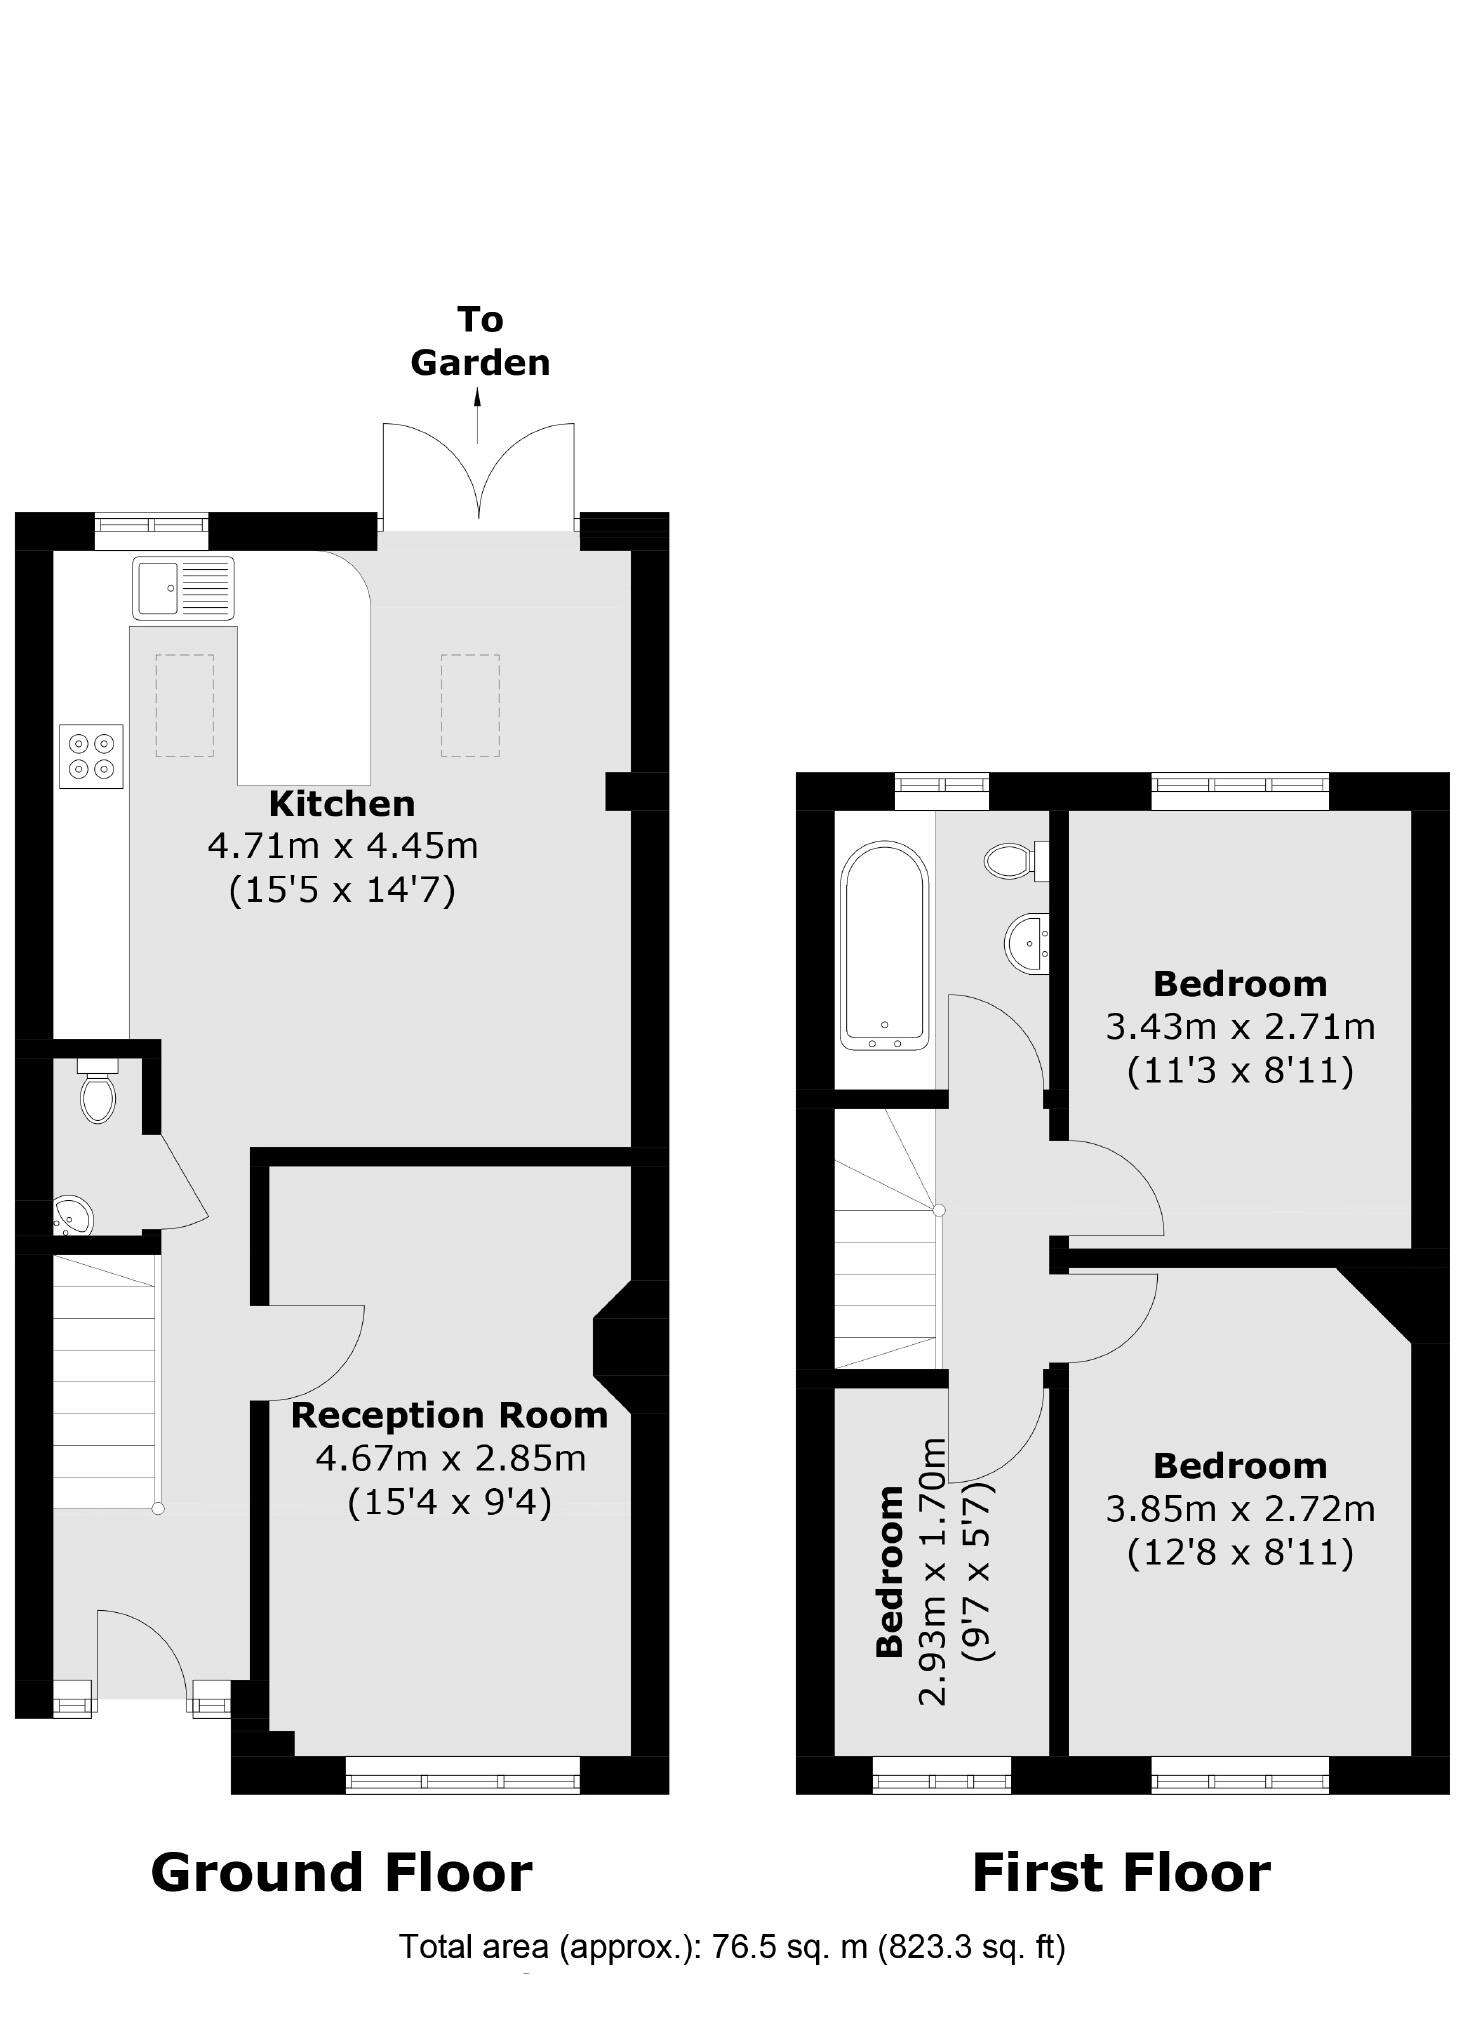 To
Garden
Kitchen
4.71m x 4.45m
(15'5 x 14'7)
Reception Room
4.67m x 2.85m
(15'4 x 9'4)
Bedroom
3.43m x 2.71m
(11'3 x 8'11)
Bedroom
3.85m x 2.72m
(12'8 x 8'11)
Bedroom
2.93m x 1.70m
(9'7 x 5'7)
Ground Floor
First Floor
Total area (approx.): 76.5 sq. m (823.3 sq. ft)